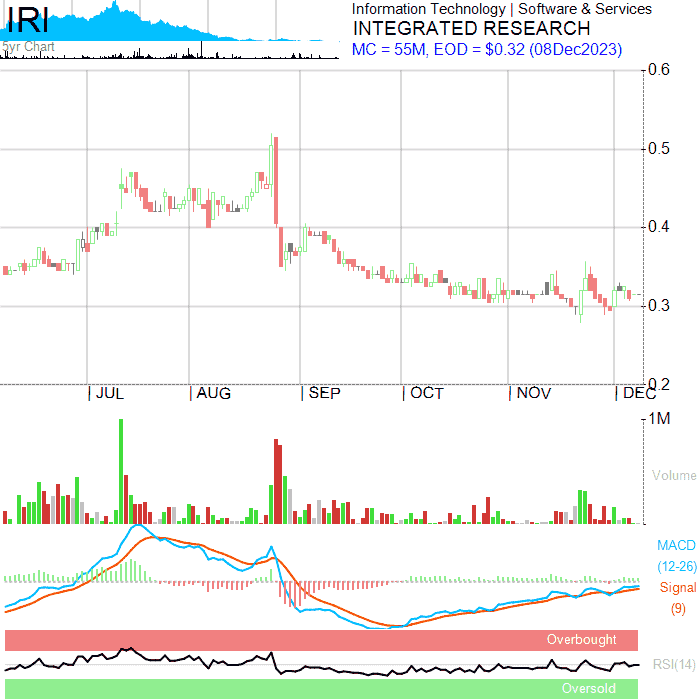 IRI
5yr Chart
Information Technology | Software & Services
INTEGRATED RESEARCH
MC = 55M, EOD = $0.32 (08Dec2023)
0.6
0.5
0.4
0.3
0.2
| JUL | AUG | SEP | OCT | NOV | DEC
1M
Volume
MACD
(12-26)
Signal
(9)
Overbought
RSI(14)
Oversold